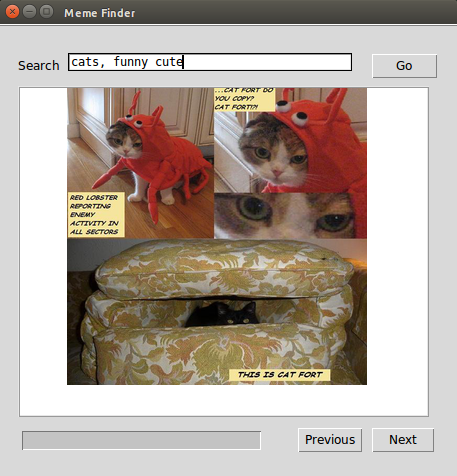 Meme Finder
Search
cats, funny cute
Go
...CAT FORT DO
YOU COPY?
CAT FORT!?!
RED LOBSTER
REPORTING
ENEMY
ACTIVITY IN
ALL SECTORS
THIS IS CAT FORT
Previous
Next